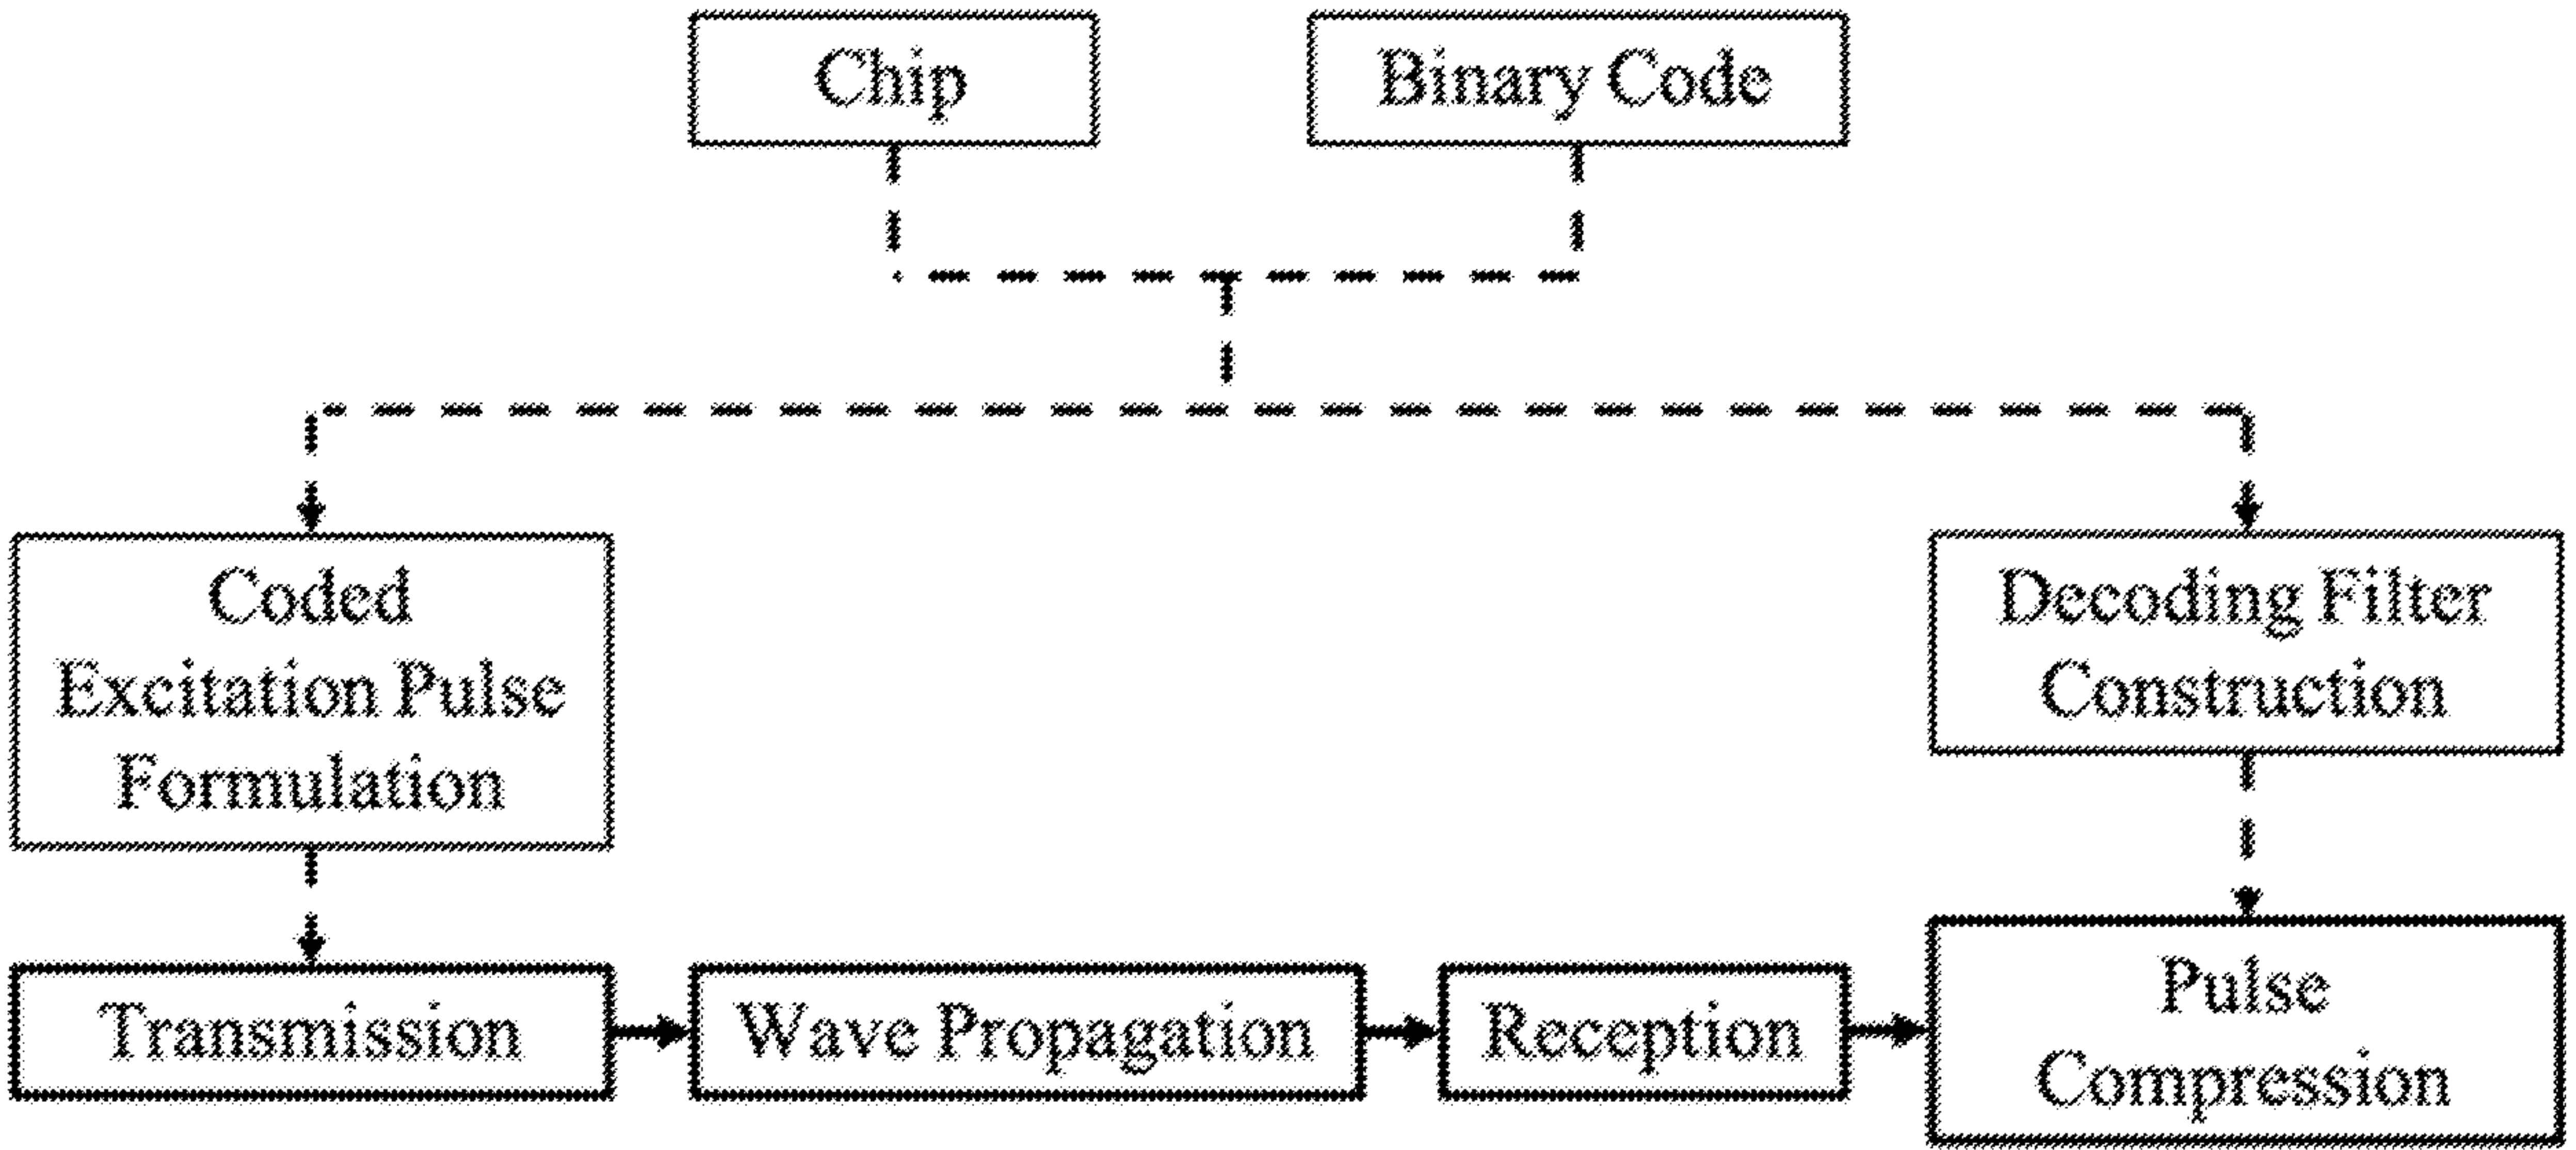 Chip
Binary Code
Coded
Excitation Pulse
Formulation
Decoding Filter
Construction
Transmission
Wave Propagation
Reception
Pulse
Compression